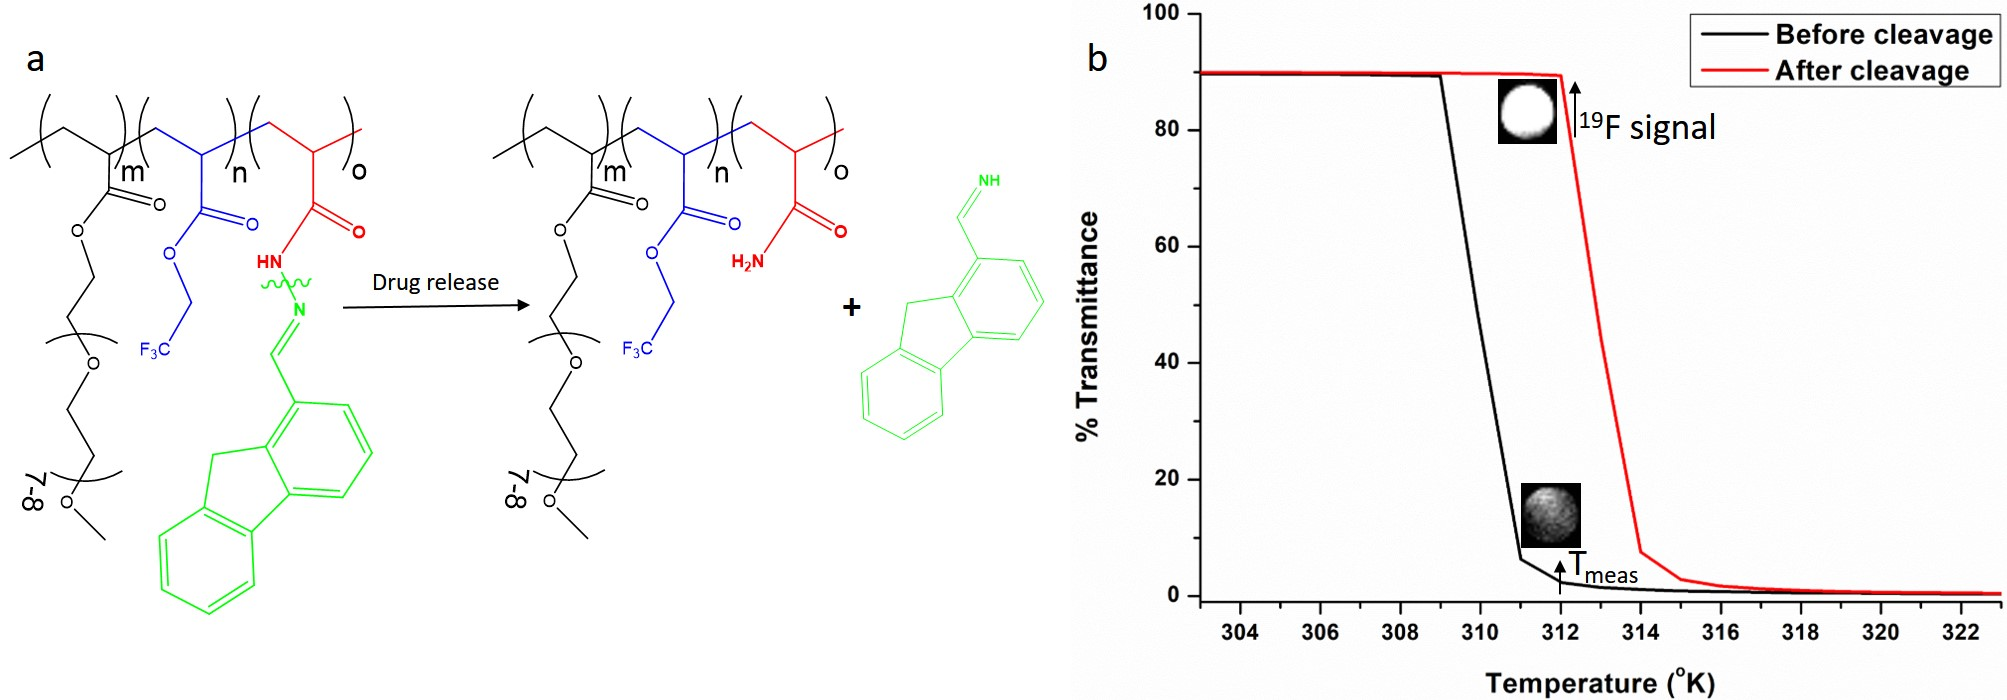 a
m
n
o
O
O
O
O
O
HN
N
F₃C
O
7-8
O
Drug release
m
n
o
O
O
O
O
O
H₂N
F₃C
O
7-8
O
+
NH
b
Before cleavage
After cleavage
¹⁹F signal
Tmeas
% Transmittance
100
80
60
40
20
0
304 306 308 310 312 314 316 318 320 322
Temperature (°K)